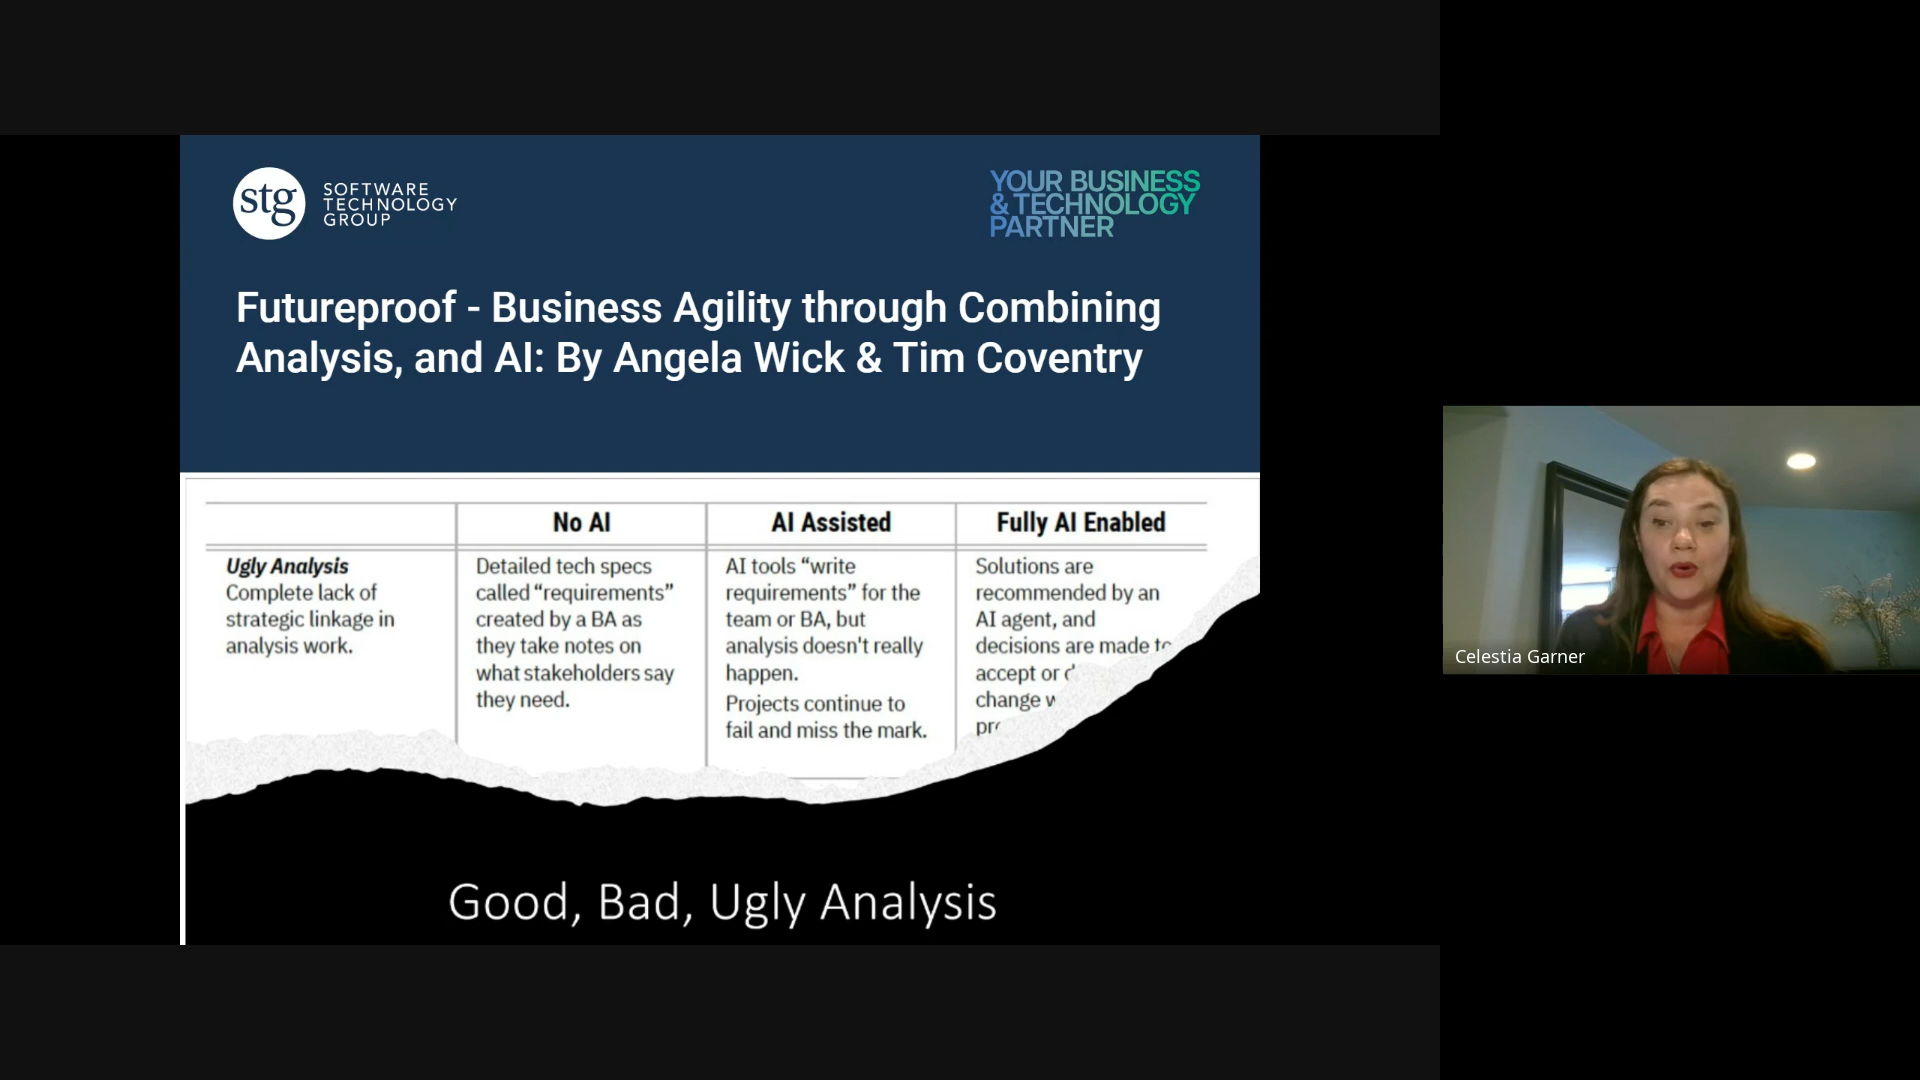 stg
SOFTWARE
TECHNOLOGY
GROUP
YOUR BUSINESS
& TECHNOLOGY
PARTNER
Futureproof - Business Agility through Combining
Analysis, and AI: By Angela Wick & Tim Coventry
No AI
AI Assisted
Fully AI Enabled
Ugly Analysis
Complete lack of
strategic linkage in
analysis work.
Detailed tech specs
called “requirements”
created by a BA as
they take notes on
what stakeholders say
they need.
AI tools “write
requirements” for the
team or BA, but
analysis doesn't really
happen.
Projects continue to
fail and miss the mark.
Solutions are
recommended by an
AI agent, and
decisions are made to
accept or
change
Good, Bad, Ugly Analysis
Celestia Garner